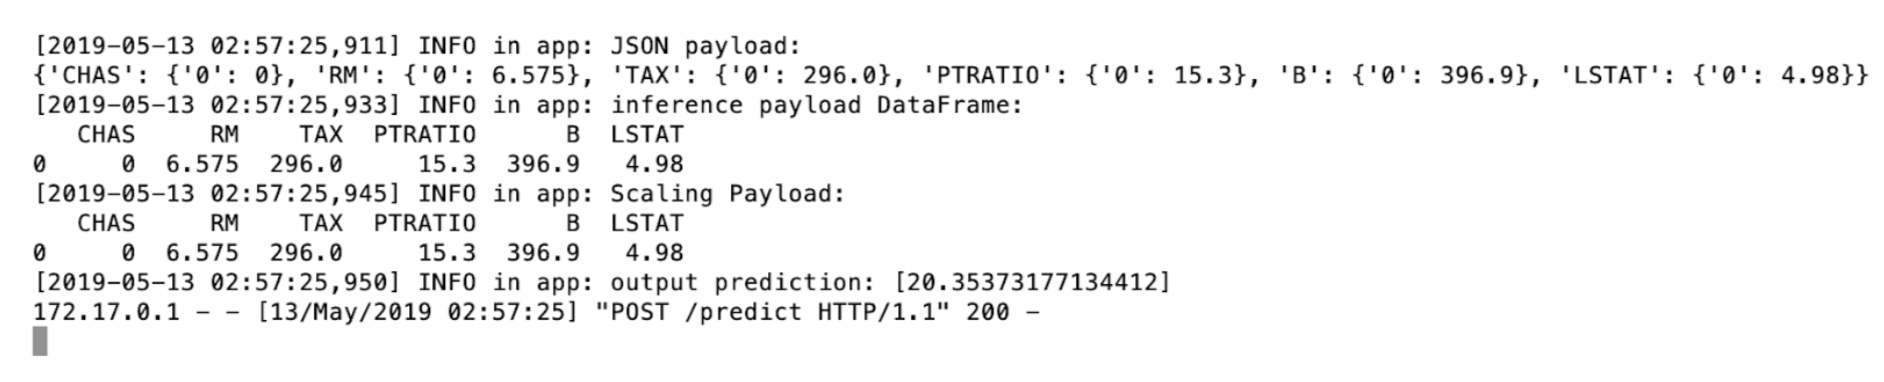 [2019-05-13 02:57:25,911] INFO in app: JSON payload:
{'CHAS': {'0': 0}, 'RM': {'0': 6.575}, 'TAX': {'0': 296.0}, 'PTRATIO': {'0': 15.3}, 'B': {'0': 396.9}, 'LSTAT': {'0': 4.98}}
[2019-05-13 02:57:25,933] INFO in app: inference payload DataFrame:
   CHAS     RM    TAX  PTRATIO      B  LSTAT
0     0  6.575  296.0     15.3  396.9   4.98
[2019-05-13 02:57:25,945] INFO in app: Scaling Payload:
   CHAS     RM    TAX  PTRATIO      B  LSTAT
0     0  6.575  296.0     15.3  396.9   4.98
[2019-05-13 02:57:25,950] INFO in app: output prediction: [20.35373177134412]
172.17.0.1 - - [13/May/2019 02:57:25] "POST /predict HTTP/1.1" 200 -